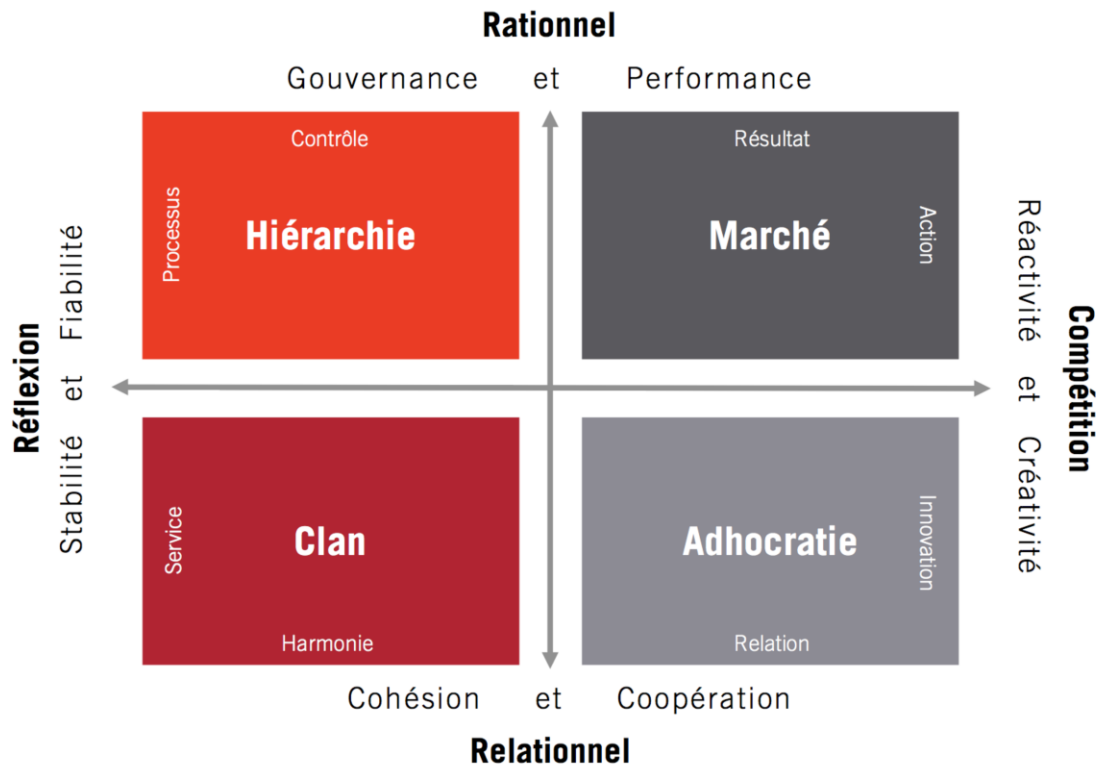 Rationnel
Gouvernance et Performance
Contrôle
Processus
Hiérarchie
Résultat
Marché
Action
Réflexion
Stabilité et Fiabilité
Réactivité et Créativité
Compétition
Service
Clan
Harmonie
Adhocratie
Innovation
Relation
Cohésion et Coopération
Relationnel